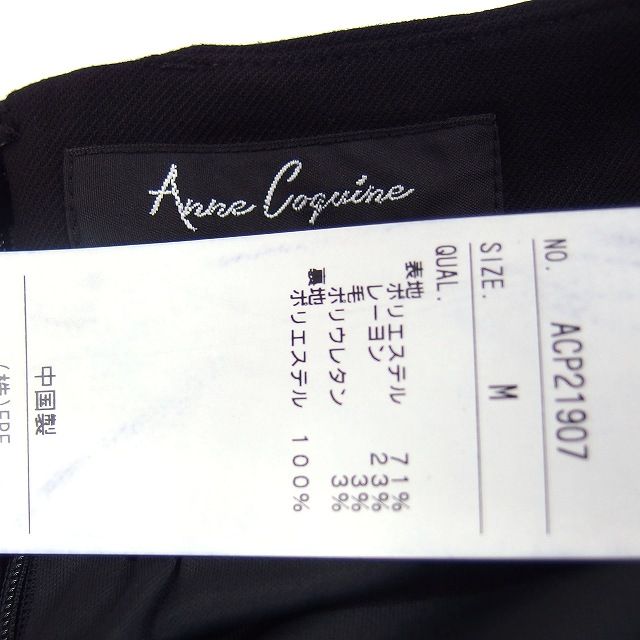 Anne Coquine
NO. ACP21907
SIZE. M
QUAL.
表地 ポリエステル 71%
レーヨン 23%
毛 3%
ポリウレタン 3%
裏地 ポリエステル 100%
中国製